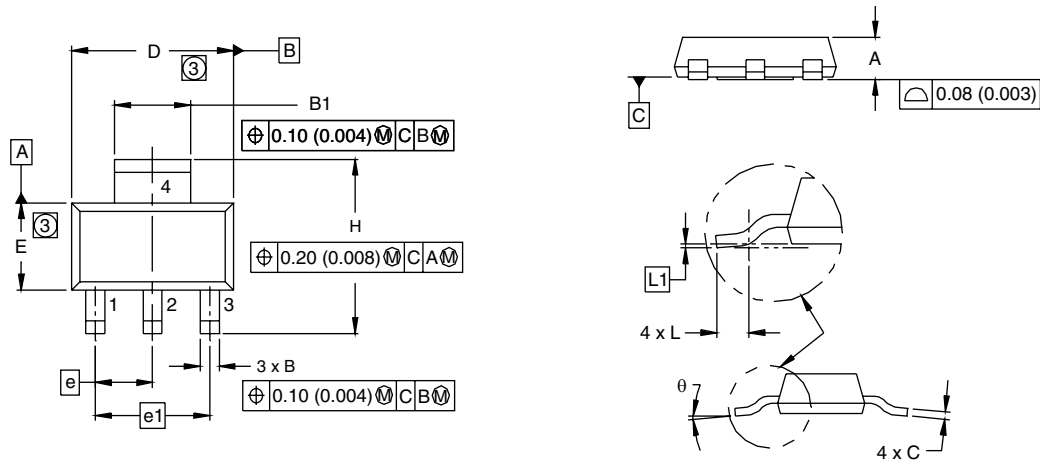 D
③
B
B1
⌖ 0.10 (0.004) Ⓜ C B Ⓜ
A
4
③
E
H
⌖ 0.20 (0.008) Ⓜ C A Ⓜ
1 2 3
3 x B
e
e1
⌖ 0.10 (0.004) Ⓜ C B Ⓜ
A
C
⌓ 0.08 (0.003)
L1
4 x L
θ
4 x C